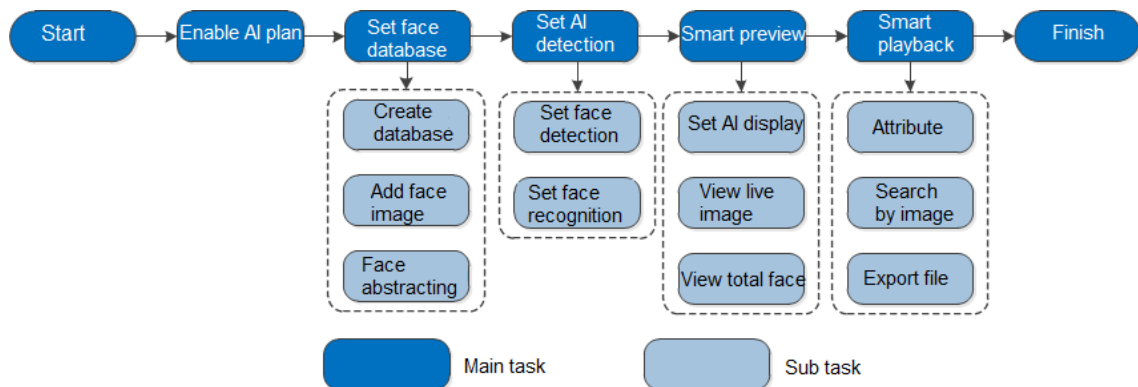 Start
Enable AI plan
Set face
database
Set AI
detection
Smart preview
Smart
playback
Finish
Create
database
Add face
image
Face
abstracting
Set face
detection
Set face
recognition
Set AI display
View live
image
View total face
Attribute
Search
by image
Export file
Main task
Sub task